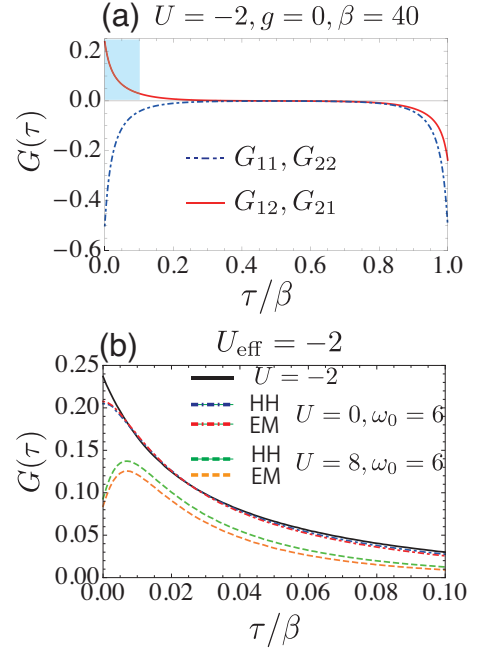 (a) U = −2, g = 0, β = 40
0.2
0.0
-0.2
-0.4
-0.6
G(τ)
G₁₁, G₂₂
G₁₂, G₂₁
0.0 0.2 0.4 0.6 0.8 1.0
τ/β
(b) U_eff = −2
0.25
0.20
0.15
0.10
0.05
0.00
G(τ)
U = −2
HH
EM
U = 0, ω₀ = 6
HH
EM
U = 8, ω₀ = 6
0.00 0.02 0.04 0.06 0.08 0.10
τ/β